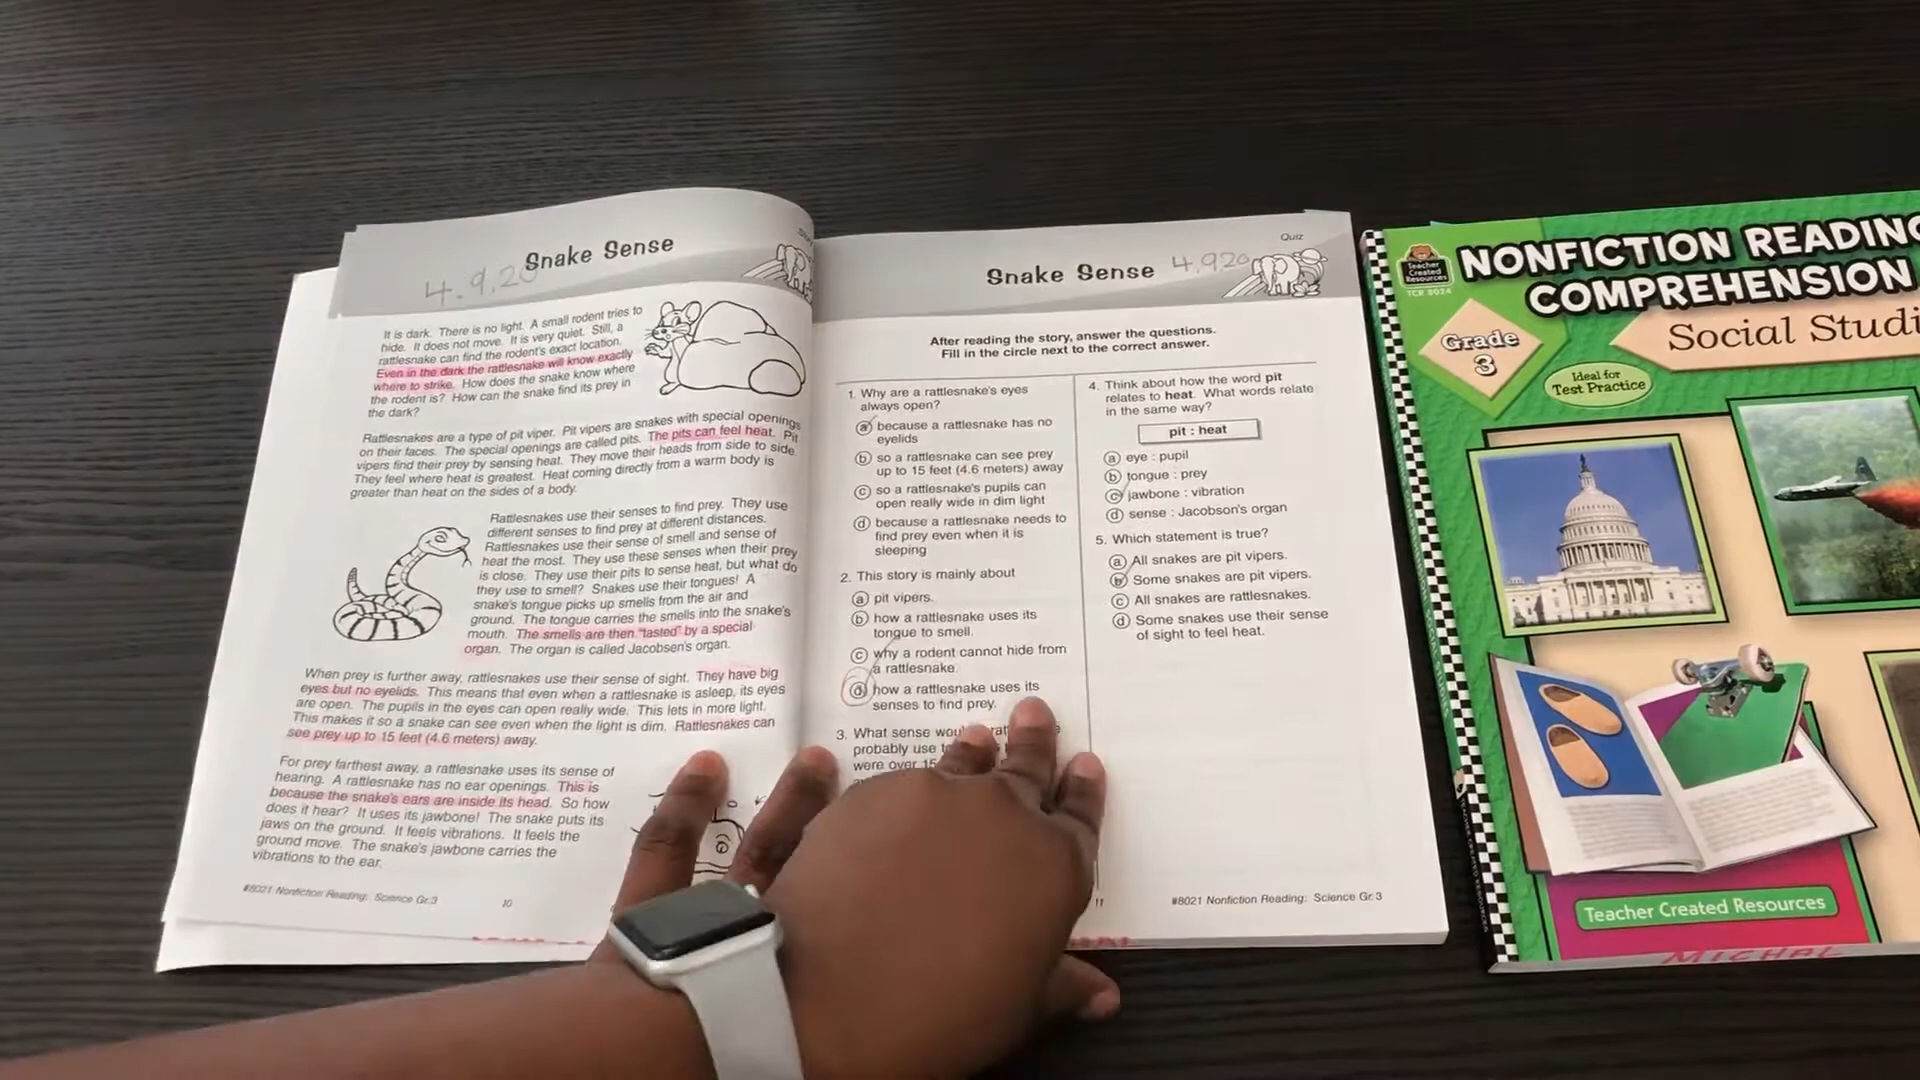 Snake Sense
4.9.20
It is dark. There is no light. A small rodent tries to
hide. It does not move. It is very quiet. Still, a
rattlesnake can find the rodent's exact location.
Even in the dark the rattlesnake will know exactly
where to strike. How does the snake know where
the rodent is? How can the snake find its prey in
the dark?
Rattlesnakes are a type of pit viper. Pit vipers are snakes with special openings
on their faces. The special openings are called pits. The pits can feel heat. Pit
vipers find their prey by sensing heat. They move their heads from side to side.
They feel where heat is greatest. Heat coming directly from a warm body is
greater than heat on the sides of a body.
Rattlesnakes use their senses to find prey. They use
different senses to find prey at different distances.
Rattlesnakes use their sense of smell and sense of
heat the most. They use these senses when their prey
is close. They use their pits to sense heat, but what do
they use to smell? Snakes use their tongues! A
snake's tongue picks up smells from the air and
ground. The tongue carries the smells into the snake's
mouth. The smells are then "tasted" by a special
organ. The organ is called Jacobsen's organ.
When prey is further away, rattlesnakes use their sense of sight. They have big
eyes but no eyelids. This means that even when a rattlesnake is asleep, its eyes
are open. The pupils in the eyes can open really wide. This lets in more light.
This makes it so a snake can see even when the light is dim. Rattlesnakes can
see prey up to 15 feet (4.6 meters) away.
For prey farthest away, a rattlesnake uses its sense of
hearing. A rattlesnake has no ear openings. This is
because the snake's ears are inside its head. So how
does it hear? It uses its jawbone! The snake puts its
jaws on the ground. It feels vibrations. It feels the
ground move. The snake's jawbone carries the
vibrations to the ear.
#8021 Nonfiction Reading: Science Gr.3
10
Quiz
Snake Sense 4.9.20
After reading the story, answer the questions.
Fill in the circle next to the correct answer.
1. Why are a rattlesnake's eyes
always open?
a because a rattlesnake has no
eyelids
b so a rattlesnake can see prey
up to 15 feet (4.6 meters) away
c so a rattlesnake's pupils can
open really wide in dim light
d because a rattlesnake needs to
find prey even when it is
sleeping
2. This story is mainly about
a pit vipers.
b how a rattlesnake uses its
tongue to smell.
c why a rodent cannot hide from
a rattlesnake.
d how a rattlesnake uses its
senses to find prey.
3. What sense
probably use
were over 15
4. Think about how the word pit
relates to heat. What words relate
in the same way?
pit : heat
a eye : pupil
b tongue : prey
c jawbone : vibration
d sense : Jacobson's organ
5. Which statement is true?
a All snakes are pit vipers.
b Some snakes are pit vipers.
c All snakes are rattlesnakes.
d Some snakes use their sense
of sight to feel heat.
11
#8021 Nonfiction Reading: Science Gr.3
Teacher
Created
Resources
TCR 8024
NONFICTION READING
COMPREHENSION
Social Studi
Grade
3
Ideal for
Test Practice
Teacher Created Resources
MICHAL